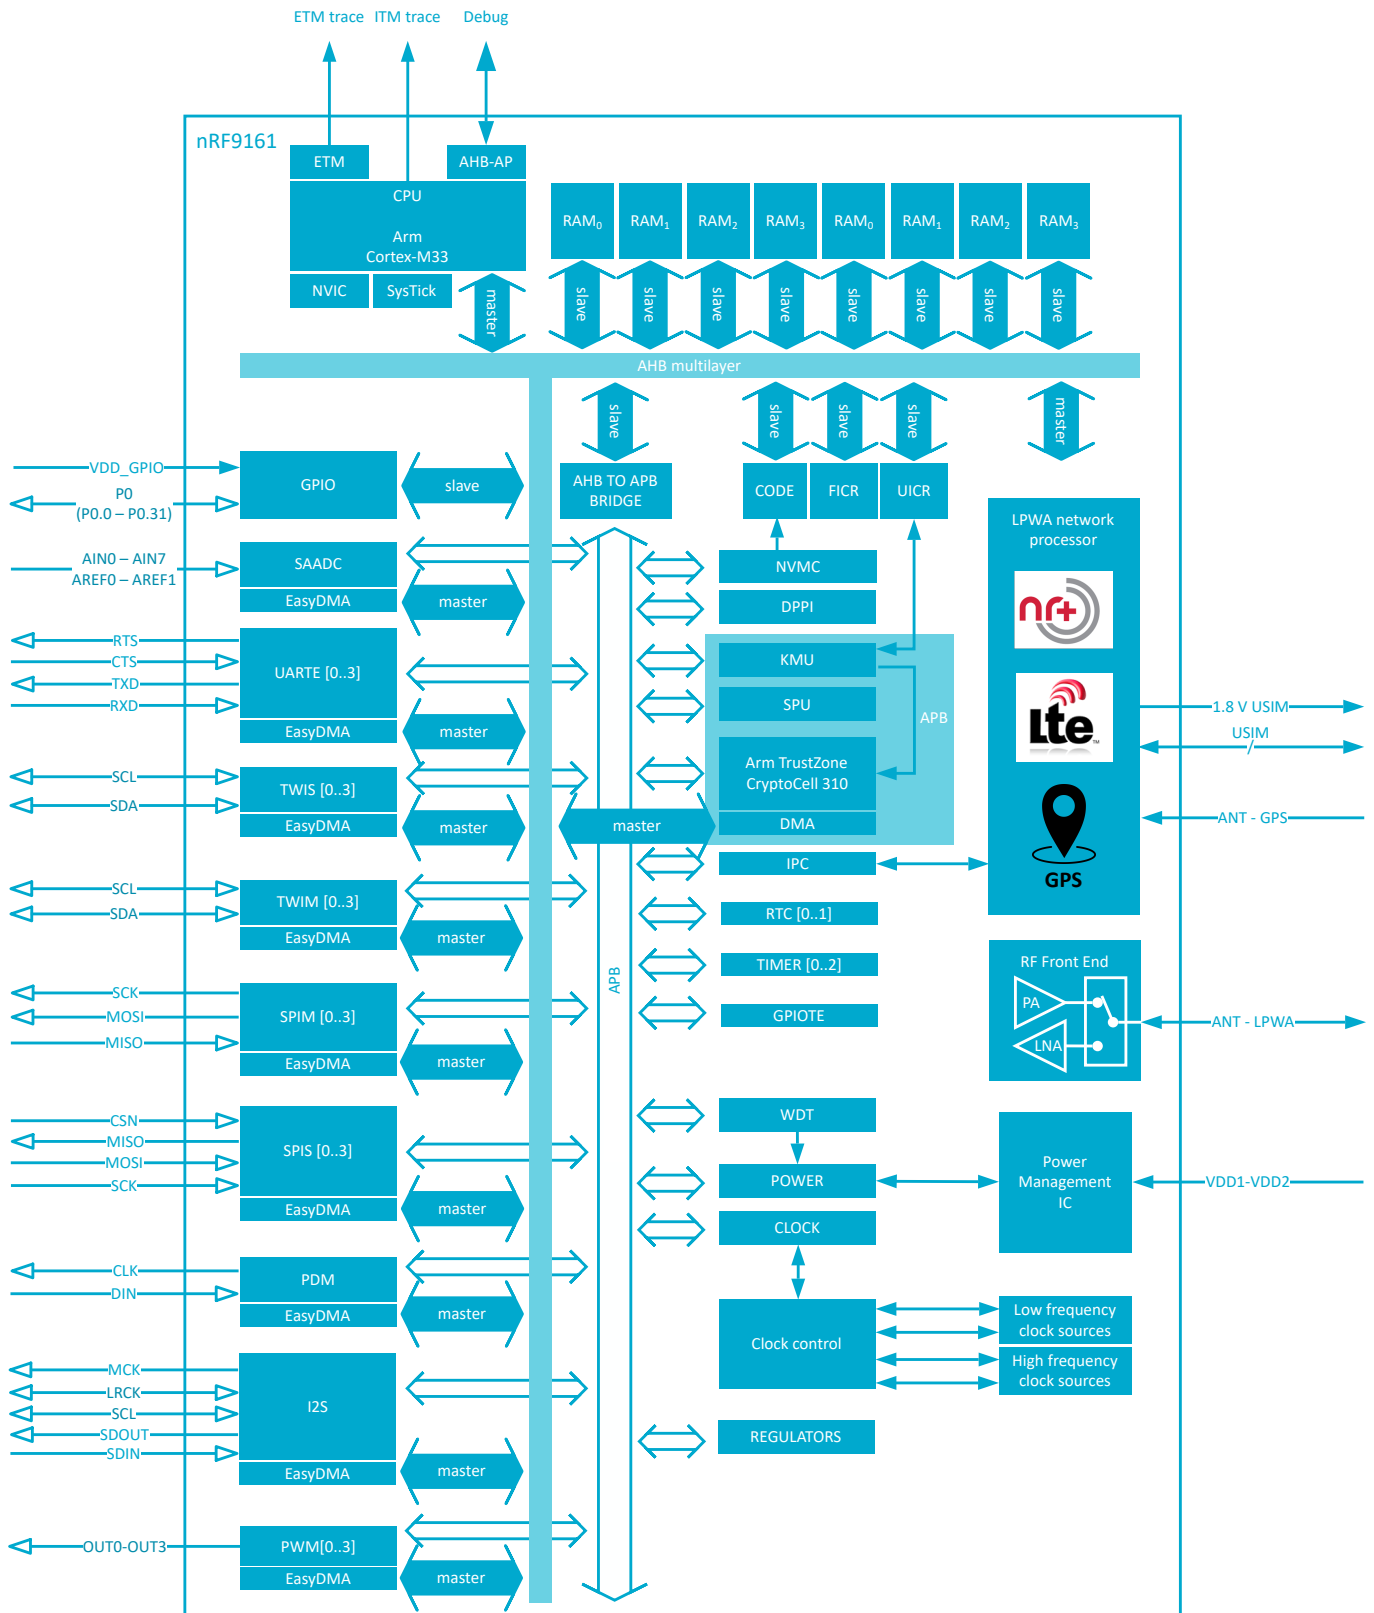 ETM trace ITM trace Debug
nRF9161
ETM
AHB-AP
CPU
Arm
Cortex-M33
NVIC
SysTick
master
RAM0 RAM1 RAM2 RAM3 RAM0 RAM1 RAM2 RAM3
slave slave slave slave slave slave slave slave
AHB multilayer
slave
slave
slave
slave
master
VDD_GPIO
P0
(P0.0 – P0.31)
GPIO
slave
AHB TO APB
BRIDGE
CODE
FICR
UICR
AIN0 – AIN7
AREF0 – AREF1
SAADC
EasyDMA
master
RTS
CTS
TXD
RXD
UARTE [0..3]
EasyDMA
master
SCL
SDA
TWIS [0..3]
EasyDMA
master
SCL
SDA
TWIM [0..3]
EasyDMA
master
SCK
MOSI
MISO
SPIM [0..3]
EasyDMA
master
CSN
MISO
MOSI
SCK
SPIS [0..3]
EasyDMA
master
CLK
DIN
PDM
EasyDMA
master
MCK
LRCK
SCL
SDOUT
SDIN
I2S
EasyDMA
master
OUT0-OUT3
PWM[0..3]
EasyDMA
master
APB
NVMC
DPPI
KMU
SPU
APB
Arm TrustZone
CryptoCell 310
DMA
master
IPC
RTC [0..1]
TIMER [0..2]
GPIOTE
WDT
POWER
CLOCK
Clock control
REGULATORS
LPWA network
processor
nr+
Lte
TM
GPS
1.8 V USIM
USIM
ANT - GPS
RF Front End
PA
LNA
ANT - LPWA
Power
Management
IC
VDD1-VDD2
Low frequency
clock sources
High frequency
clock sources